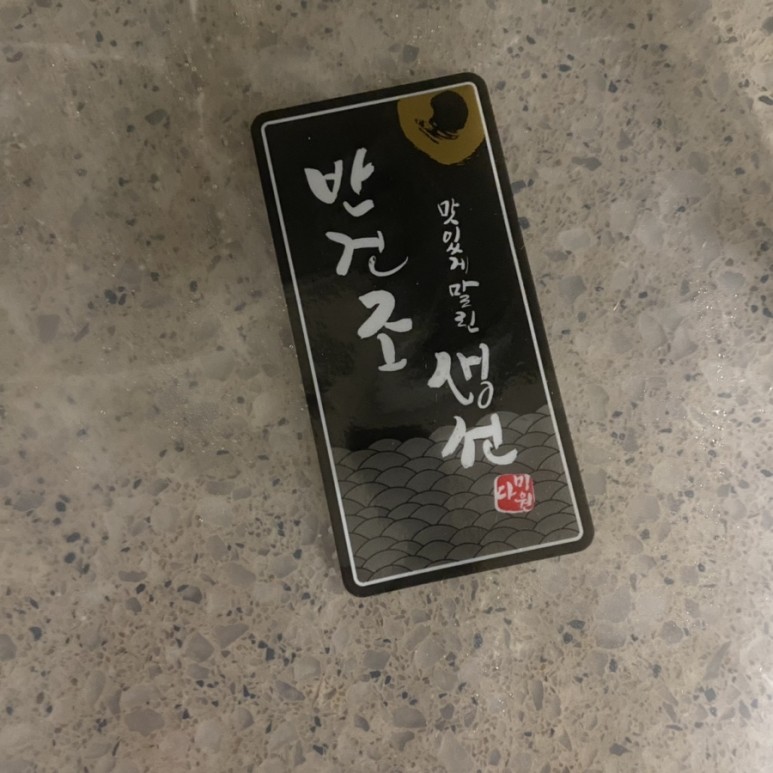 반건조
맛있게 말린
생선
다미원